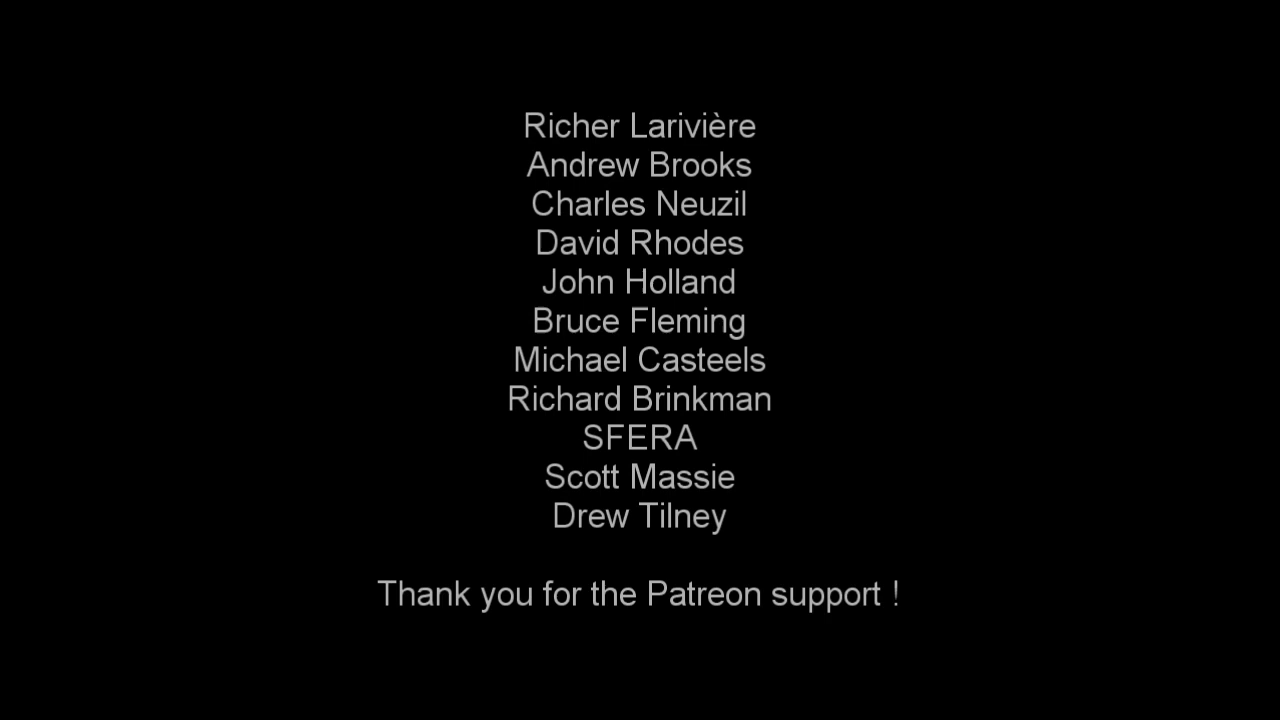 Richer Larivière
Andrew Brooks
Charles Neuzil
David Rhodes
John Holland
Bruce Fleming
Michael Casteels
Richard Brinkman
SFERA
Scott Massie
Drew Tilney
Thank you for the Patreon support !